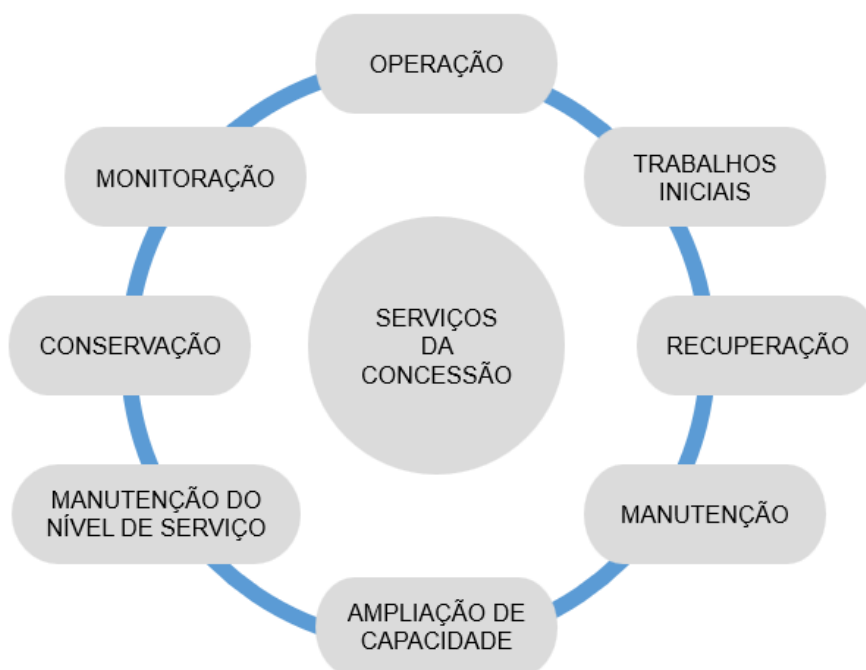 OPERAÇÃO
TRABALHOS
INICIAIS
RECUPERAÇÃO
MANUTENÇÃO
AMPLIAÇÃO DE
CAPACIDADE
MANUTENÇÃO DO
NÍVEL DE SERVIÇO
CONSERVAÇÃO
MONITORAÇÃO
SERVIÇOS
DA
CONCESSÃO